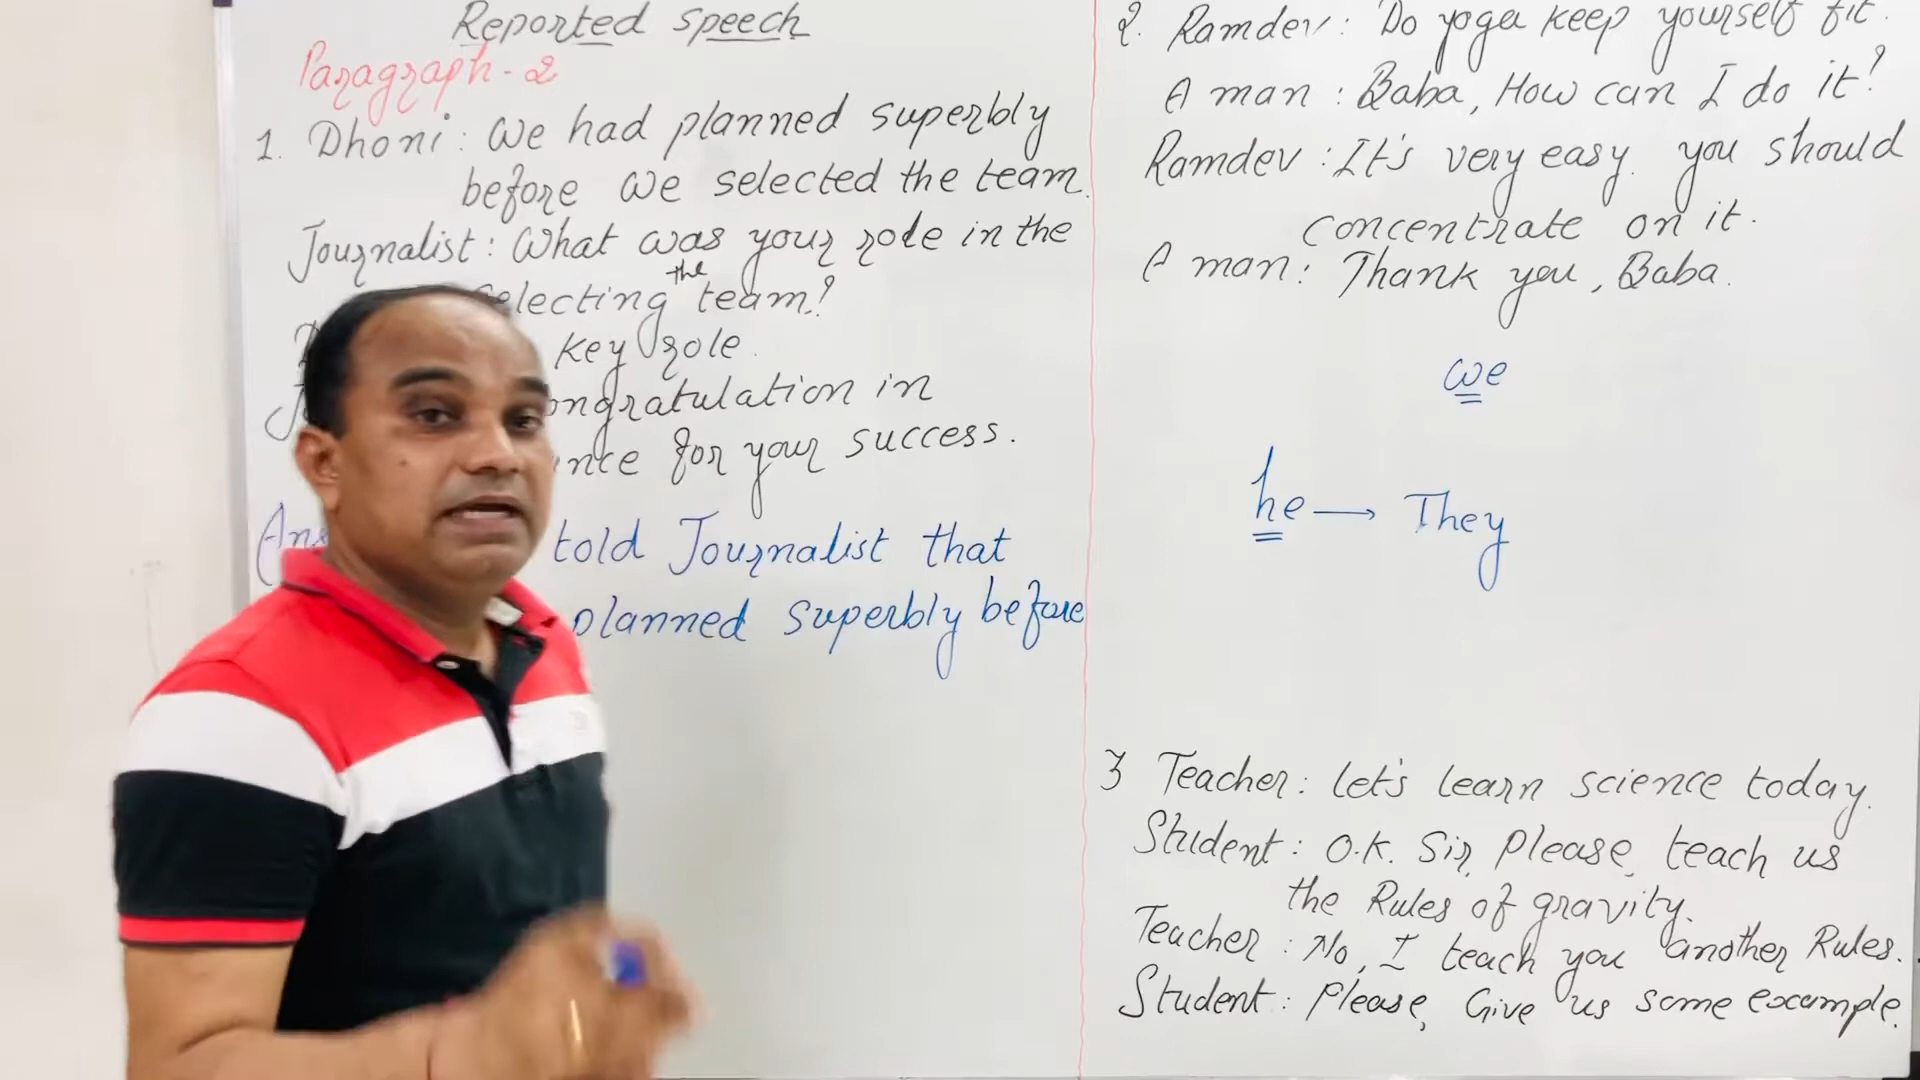 Reported speech
Paragraph-2
1. Dhoni: We had planned superbly
before we selected the team.
Journalist: What was your role in the
selecting the team?
key role.
Congratulation in
for your success.
Ans told Journalist that
planned superbly before
2. Ramdev: Do yoga keep yourself fit.
A man: Baba, How can I do it?
Ramdev: It's very easy. you should
concentrate on it.
A man: Thank you, Baba.
we
he → They
3 Teacher: let's learn science today.
Student: O.K. Sir, Please, teach us
the Rules of gravity.
Teacher: No, I teach you another Rules.
Student: Please, Give us some example.